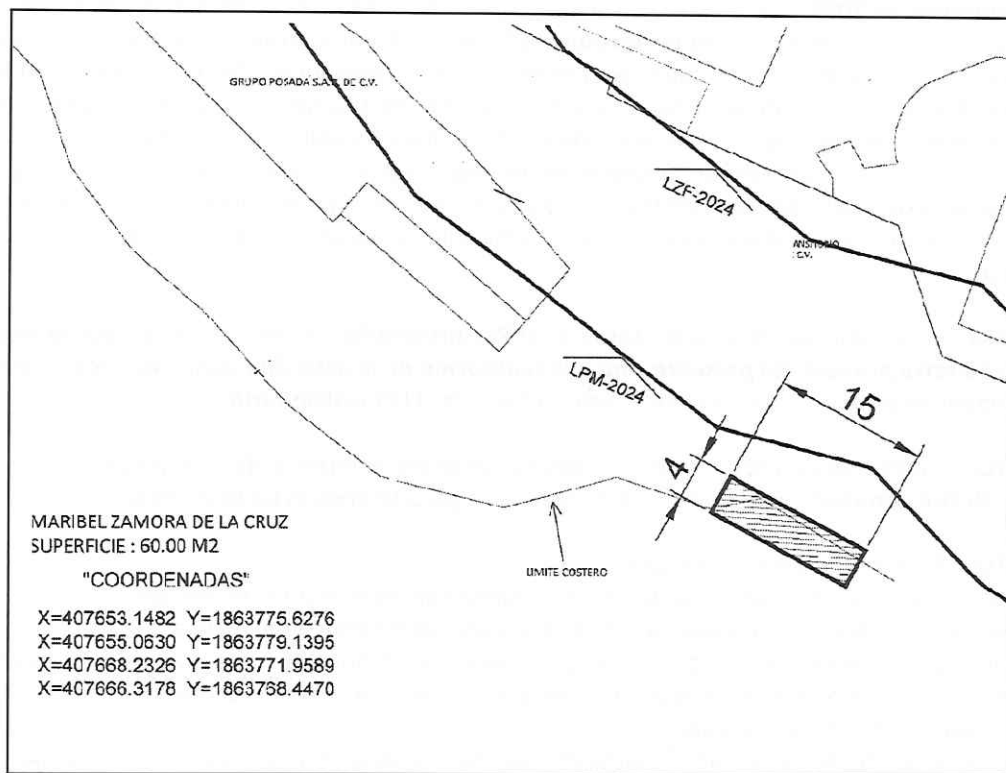 GRUPO POSADA S.A.P. DE C.V.
LZF-2024
ANSITORIO
C.V.
LPM-2024
15
4
MARIBEL ZAMORA DE LA CRUZ
SUPERFICIE : 60.00 M2
"COORDENADAS"
LIMITE COSTERO
X=407653.1482 Y=1863775.6276
X=407655.0630 Y=1863779.1395
X=407668.2326 Y=1863771.9589
X=407666.3178 Y=1863768.4470